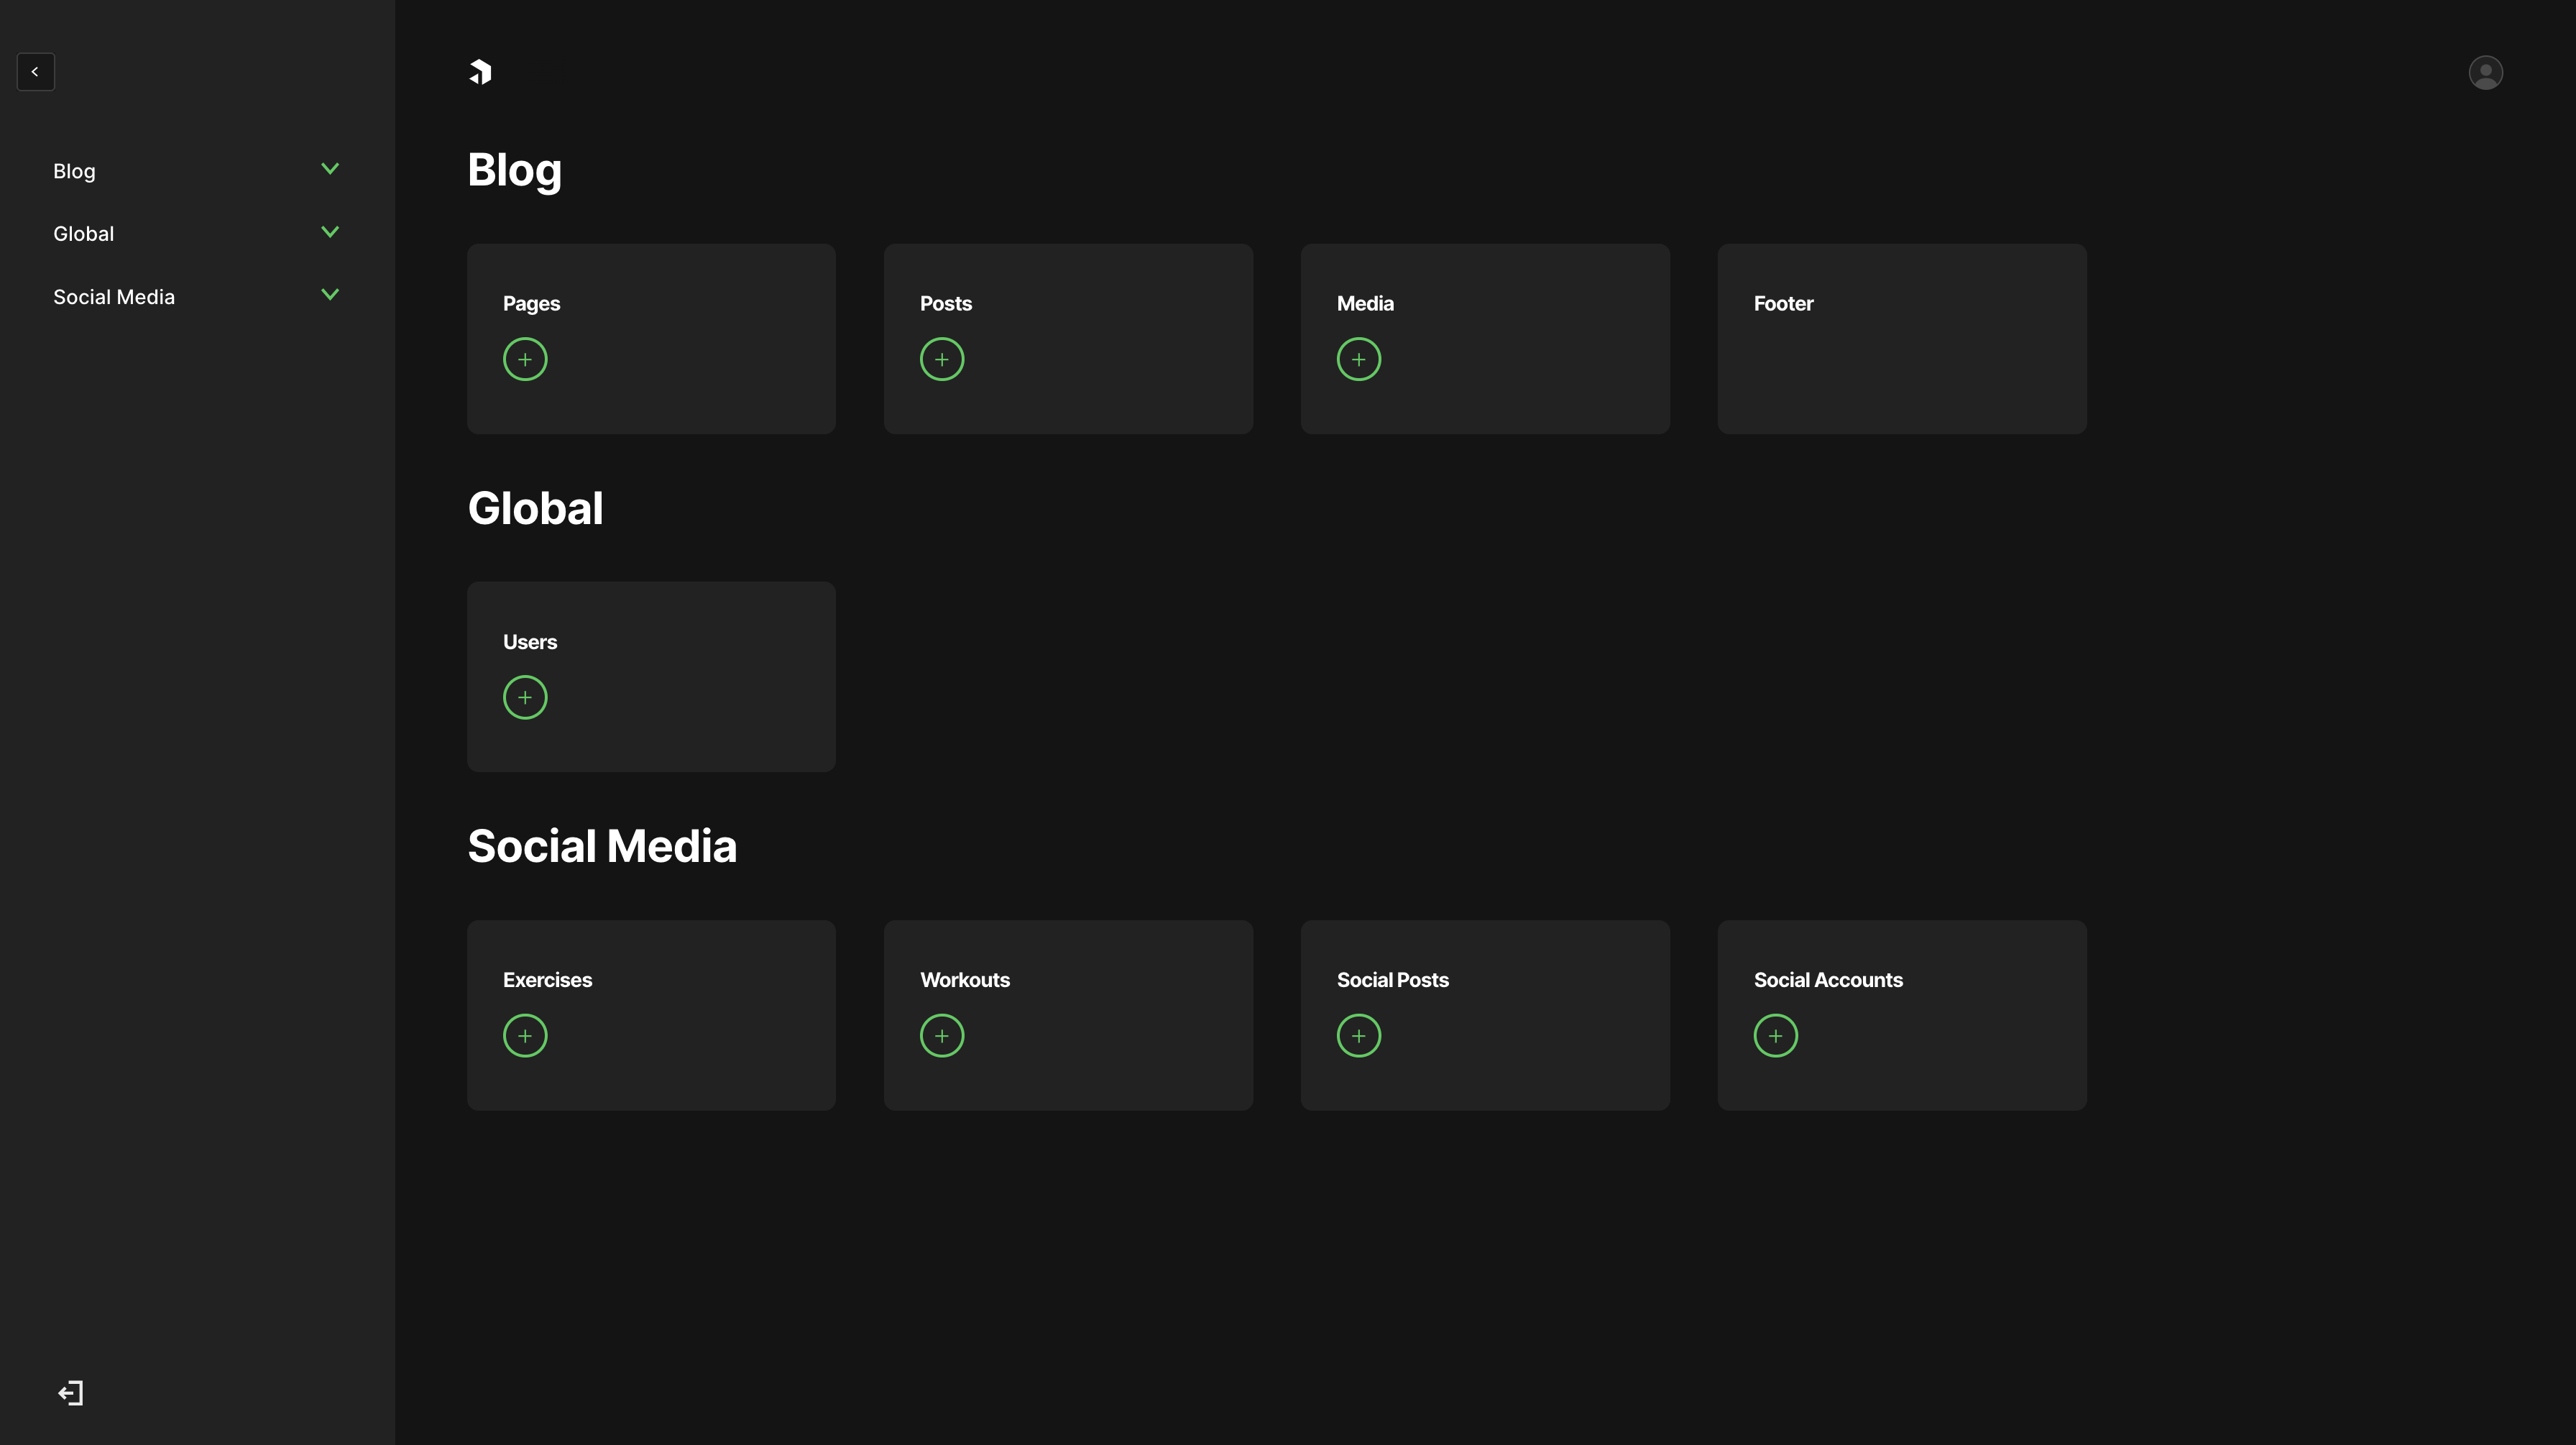 Blog
Global
Social Media
Blog
Pages
Posts
Media
Footer
Global
Users
Social Media
Exercises
Workouts
Social Posts
Social Accounts